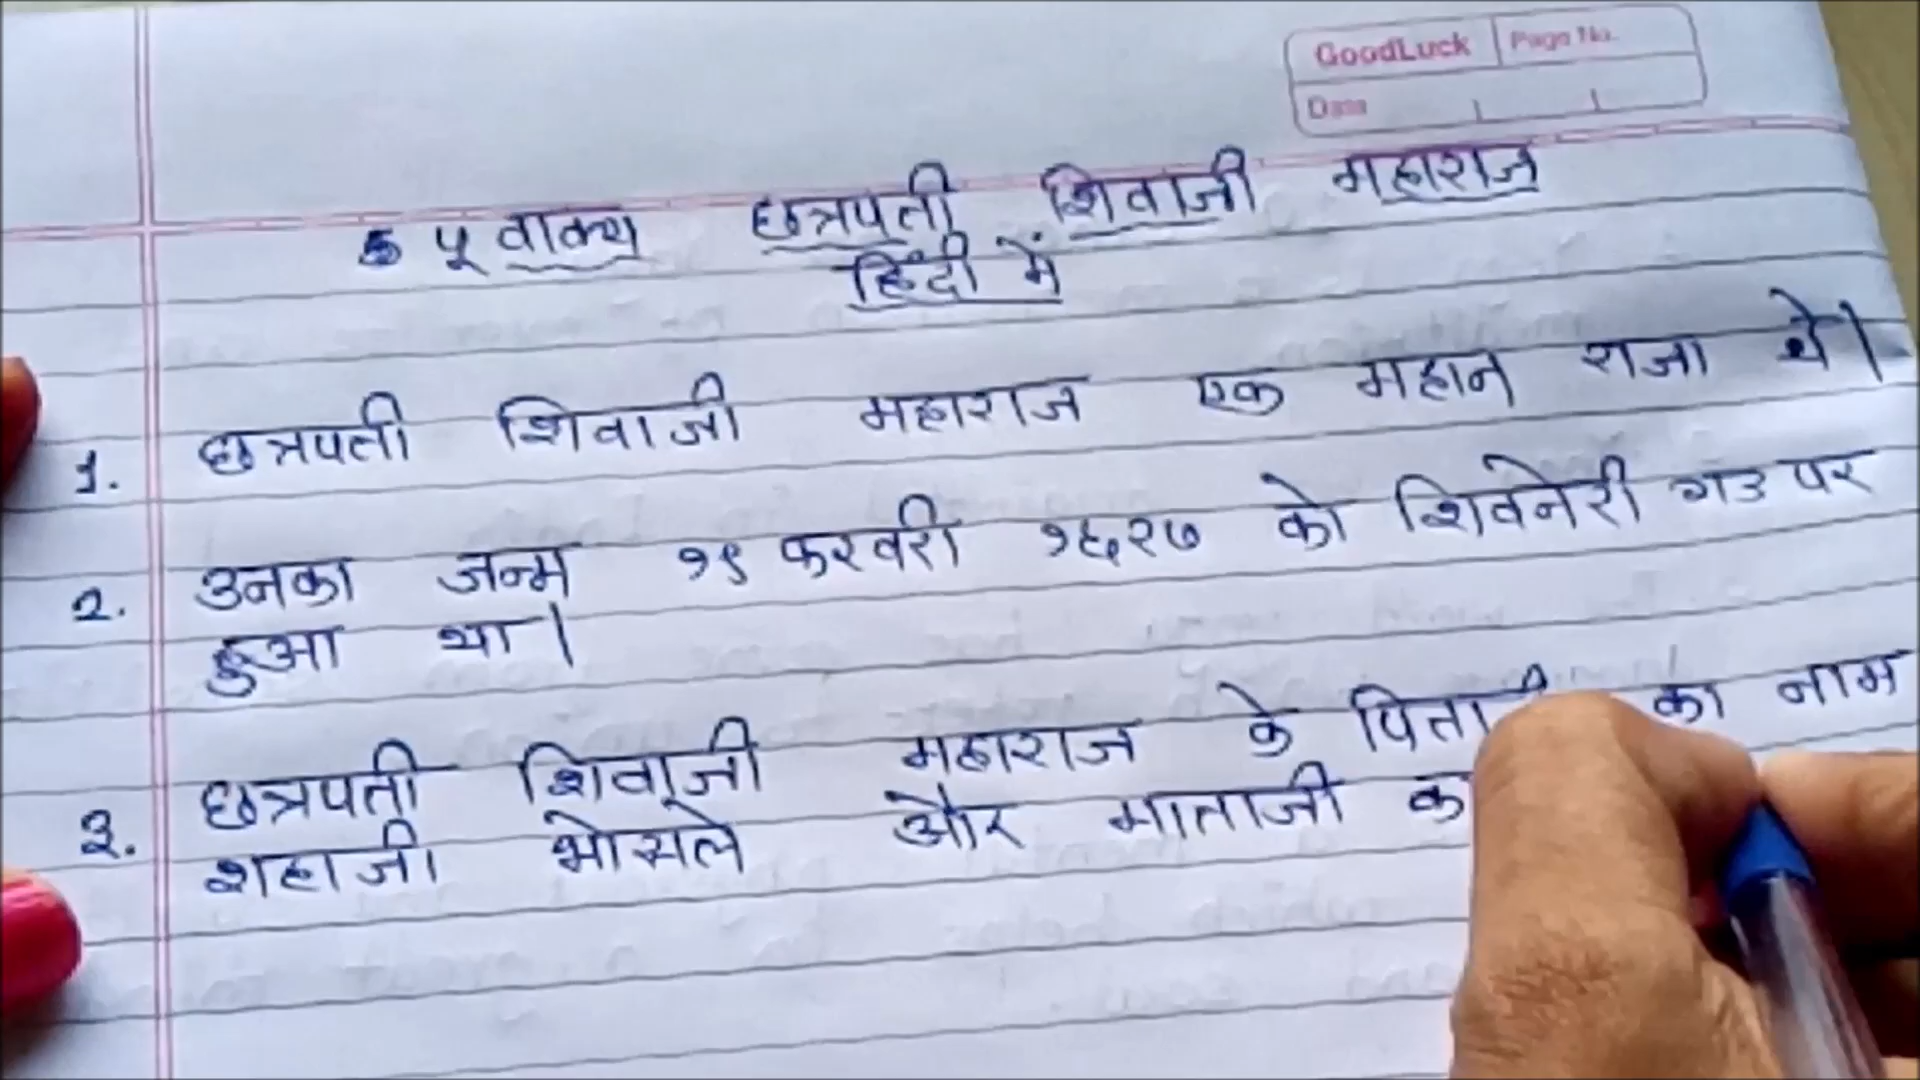 GoodLuck Page No.
Date
५ वाक्य छत्रपती शिवाजी महाराज
हिंदी में
1. छत्रपती शिवाजी महाराज एक महान राजा थे।
2. उनका जन्म १९ फरवरी १६२७ को शिवनेरी गड पर
हुआ था।
3. छत्रपती शिवाजी महाराज के का नाम
शहाजी भोसले और माताजी